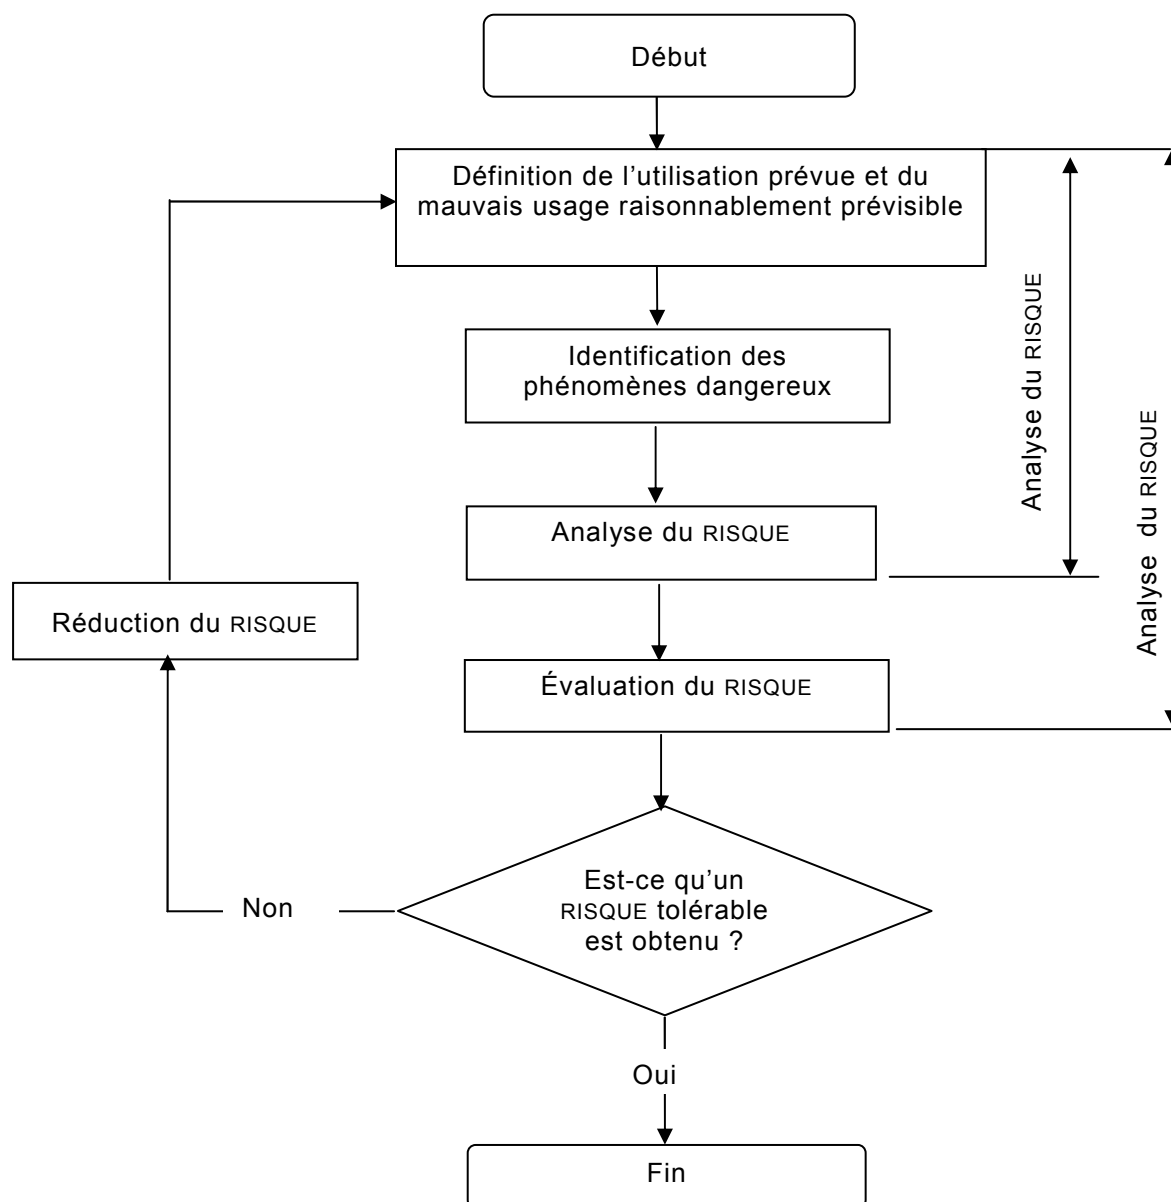 Début
Définition de l’utilisation prévue et du
mauvais usage raisonnablement prévisible
Identification des
phénomènes dangereux
Analyse du RISQUE
Analyse du RISQUE
Analyse du RISQUE
Réduction du RISQUE
Évaluation du RISQUE
Est-ce qu’un
RISQUE tolérable
est obtenu ?
Non
Oui
Fin